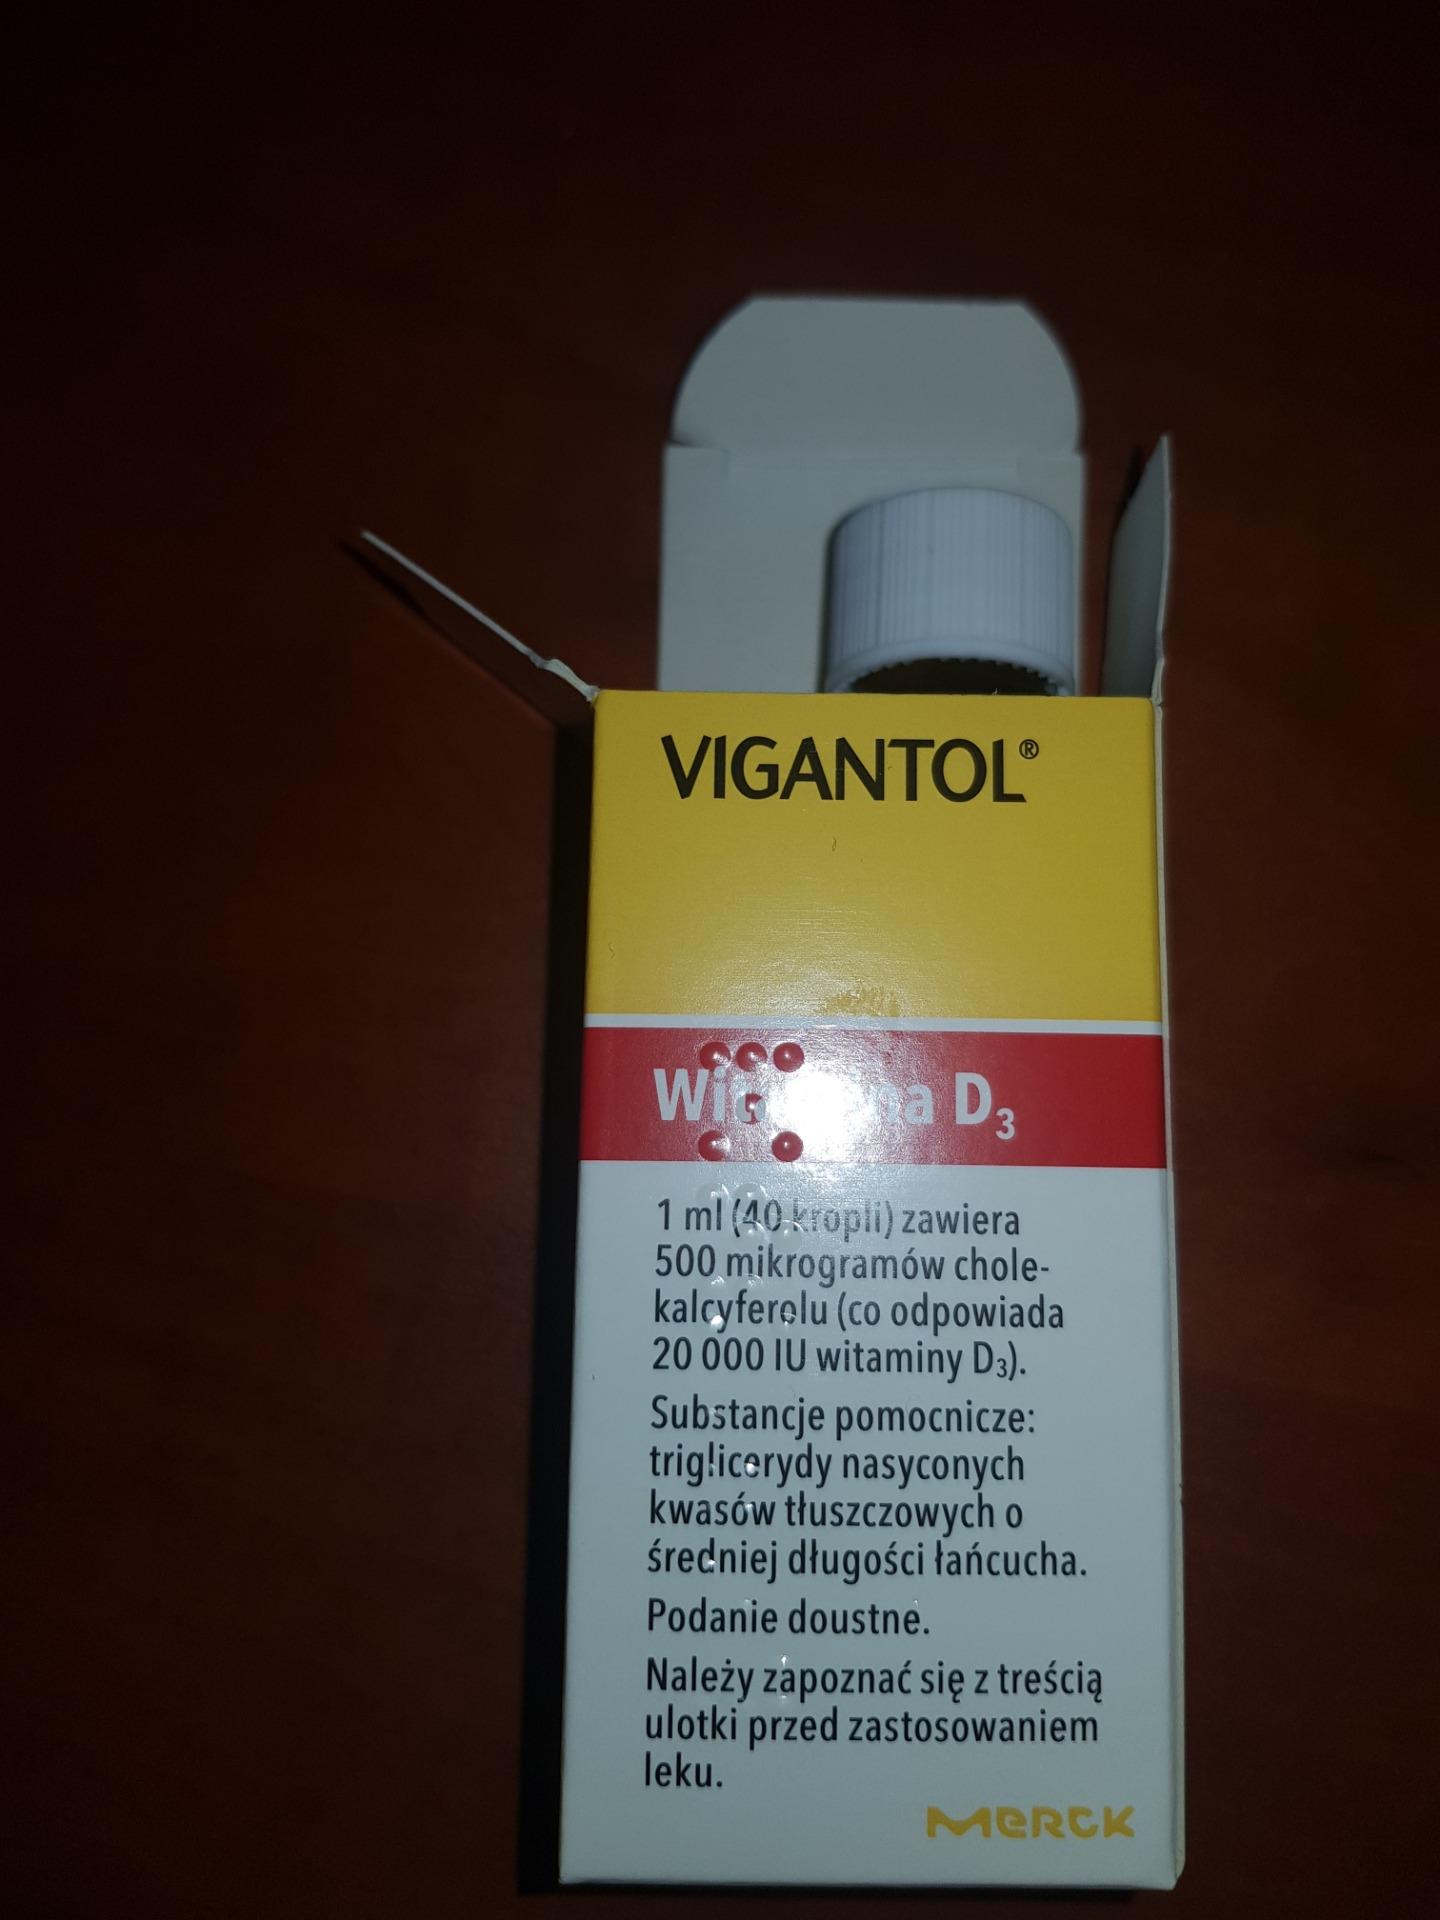 VIGANTOL®
Witamina D3
1 ml (40 kropli) zawiera
500 mikrogramów chole-
kalcyferolu (co odpowiada
20 000 IU witaminy D3).
Substancje pomocnicze:
triglicerydy nasyconych
kwasów tłuszczowych o
średniej długości łańcucha.
Podanie doustne.
Należy zapoznać się z treścią
ulotki przed zastosowaniem
leku.
MERCK